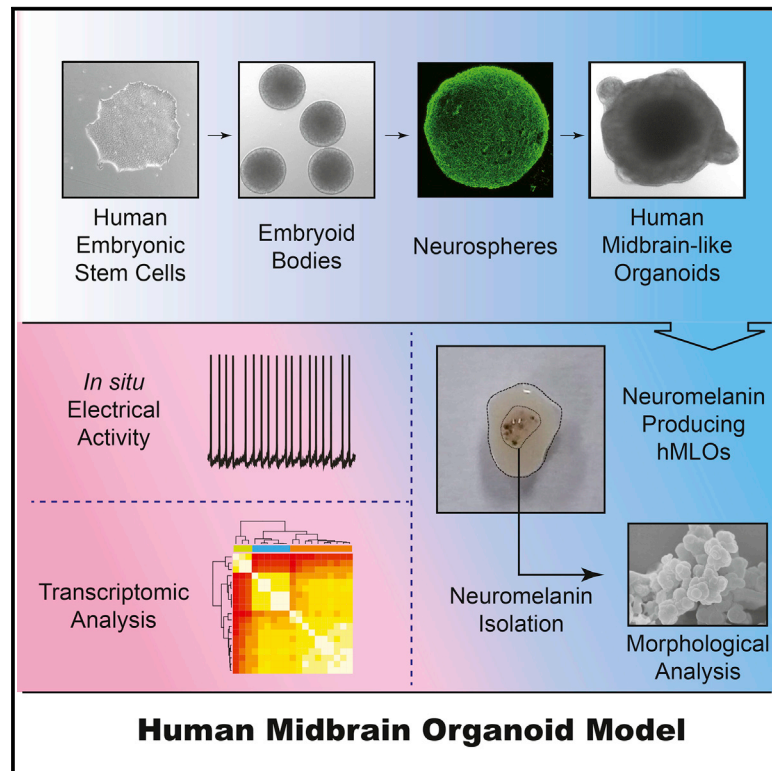 Human
Embryonic
Stem Cells
Embryoid
Bodies
Neurospheres
Human
Midbrain-like
Organoids
In situ
Electrical
Activity
Neuromelanin
Producing
hMLOs
Transcriptomic
Analysis
Neuromelanin
Isolation
Morphological
Analysis
Human Midbrain Organoid Model